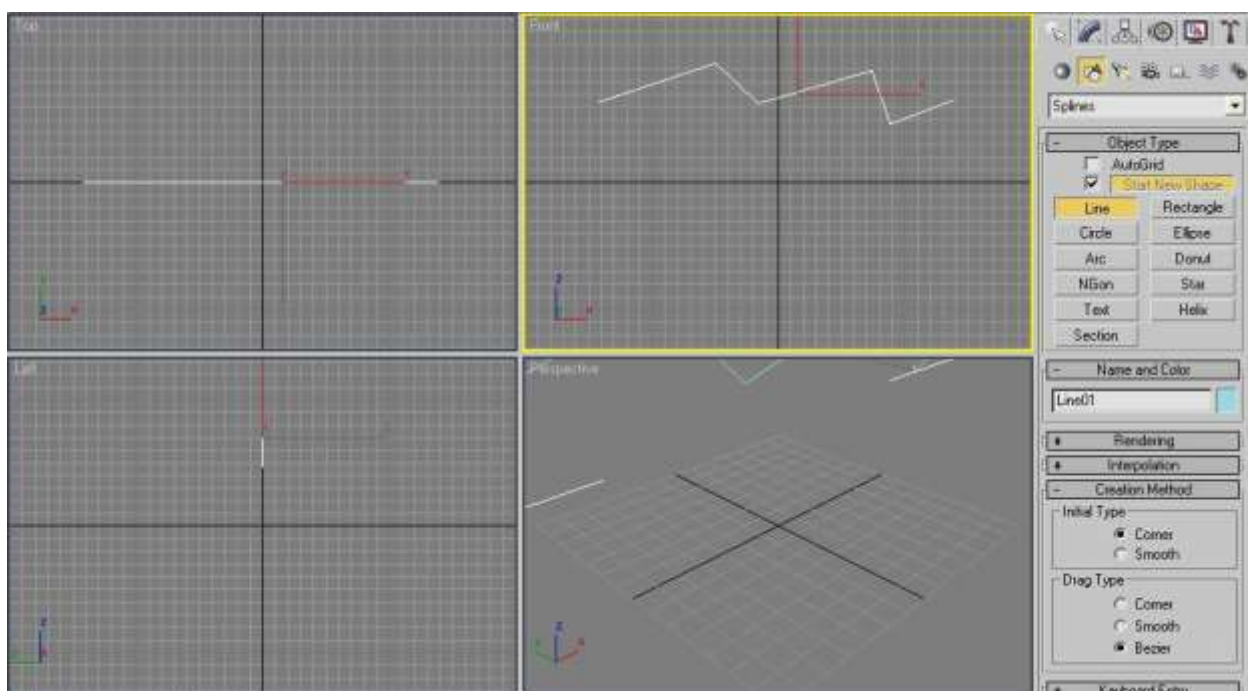 Top
Front
Left
Perspective
Splines
Object Type
AutoGrid
Start New Shape
Line Rectangle
Circle Ellipse
Arc Donut
NGon Star
Text Helix
Section
Name and Color
Line01
Rendering
Interpolation
Creation Method
Initial Type
Corner
Smooth
Drag Type
Corner
Smooth
Bezier
Keyboard Entry